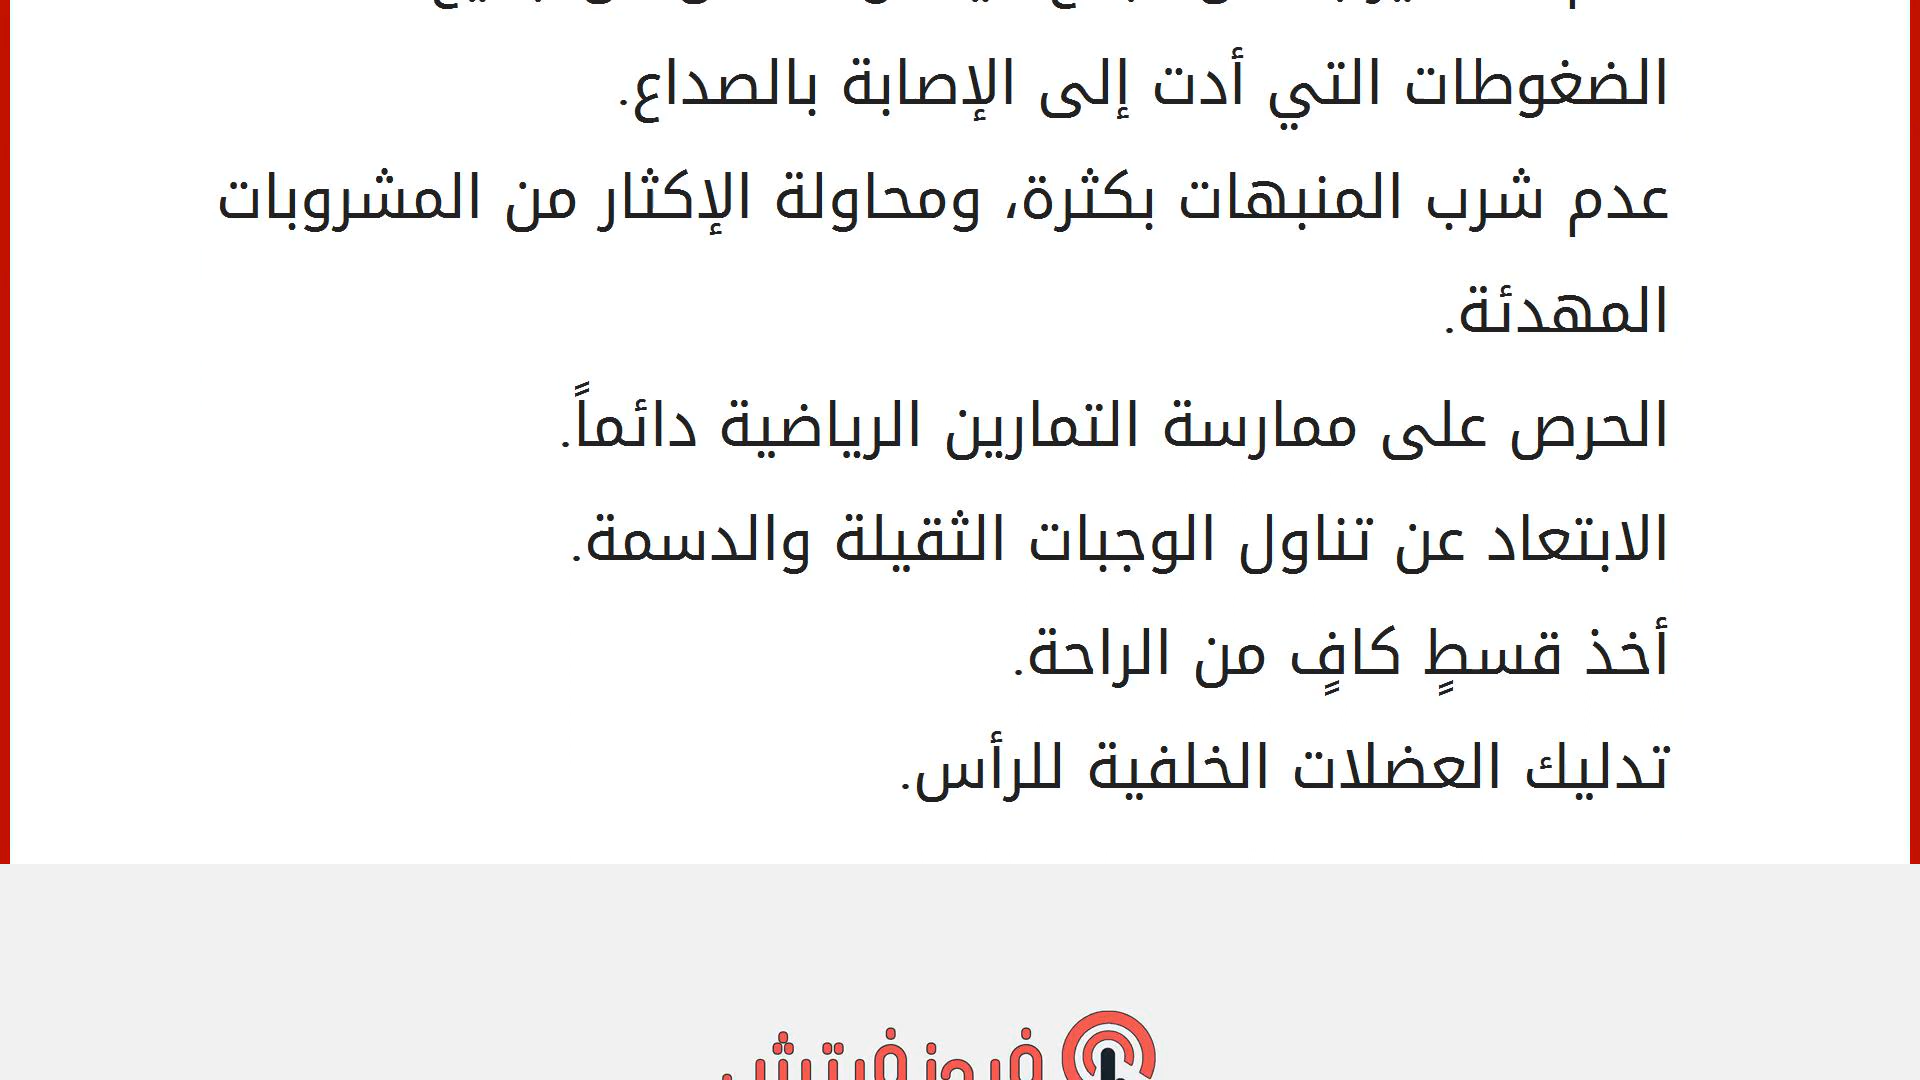 الضغوطات التي أدت إلى الإصابة بالصداع.
عدم شرب المنبهات بكثرة، ومحاولة الإكثار من المشروبات
المهدئة.
الحرص على ممارسة التمارين الرياضية دائماً.
الابتعاد عن تناول الوجبات الثقيلة والدسمة.
أخذ قسطٍ كافٍ من الراحة.
تدليك العضلات الخلفية للرأس.